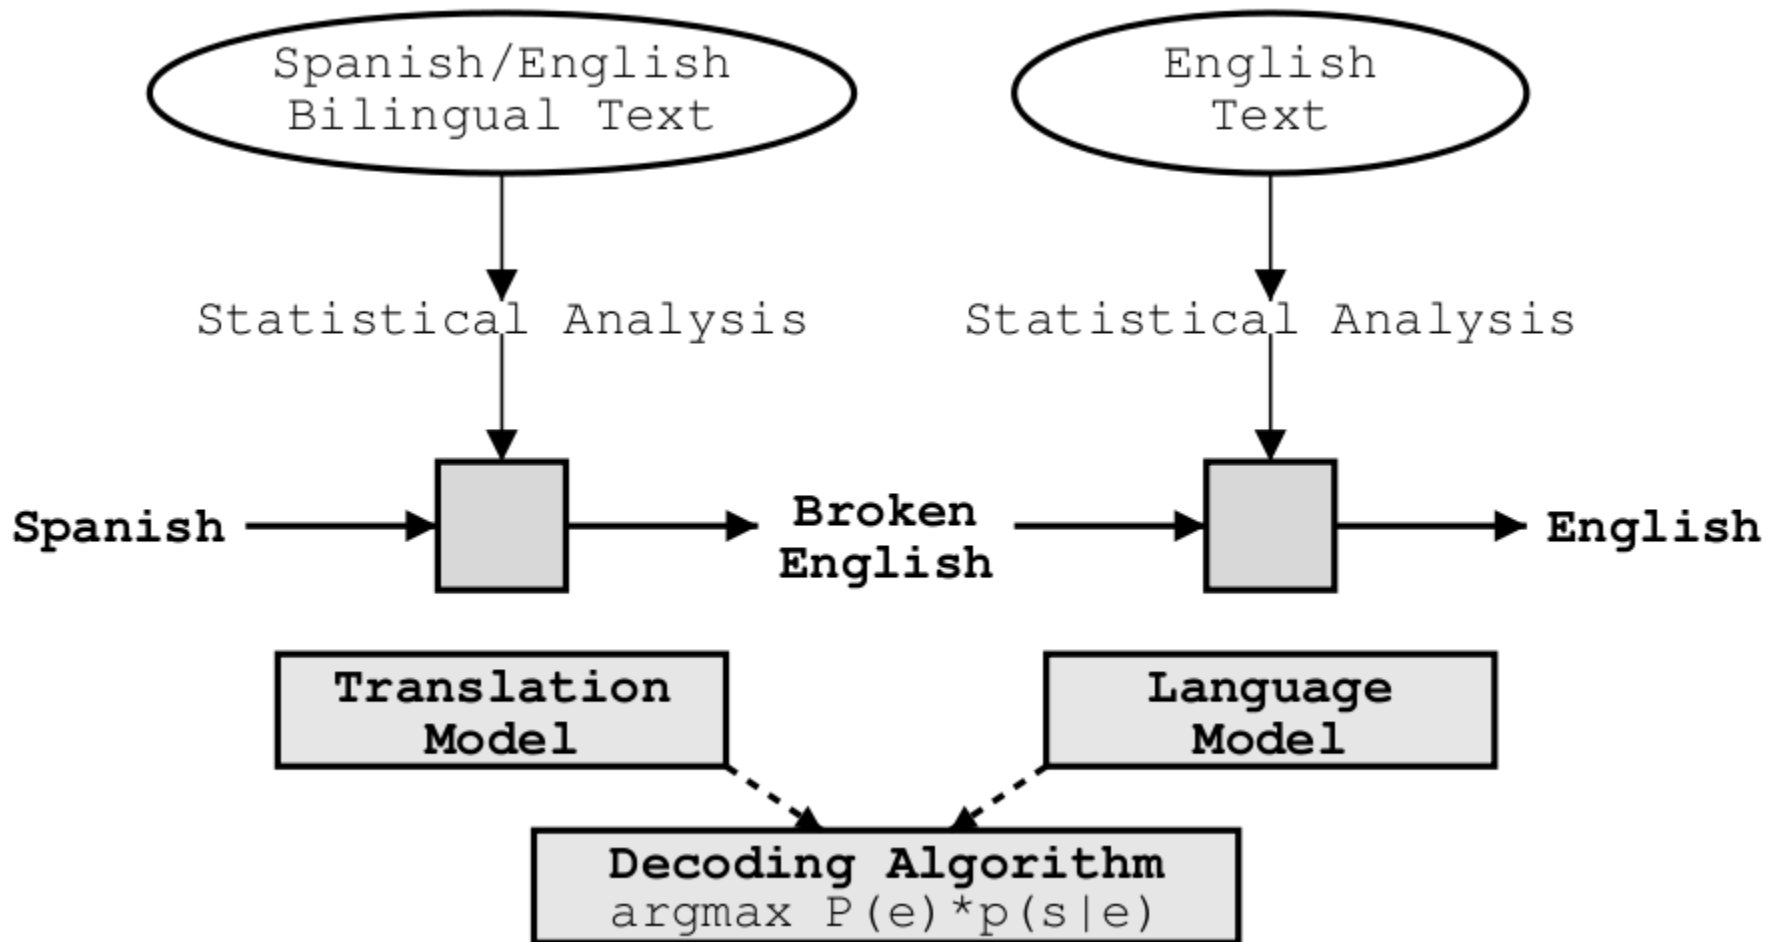 Spanish/English
Bilingual Text
English
Text
Statistical Analysis
Statistical Analysis
Spanish
Broken
English
English
Translation
Model
Language
Model
Decoding Algorithm
argmax P(e)*p(s|e)